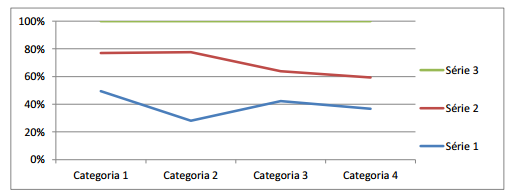 100%
80%
60%
40%
20%
0%
Categoria 1
Categoria 2
Categoria 3
Categoria 4
Série 3
Série 2
Série 1